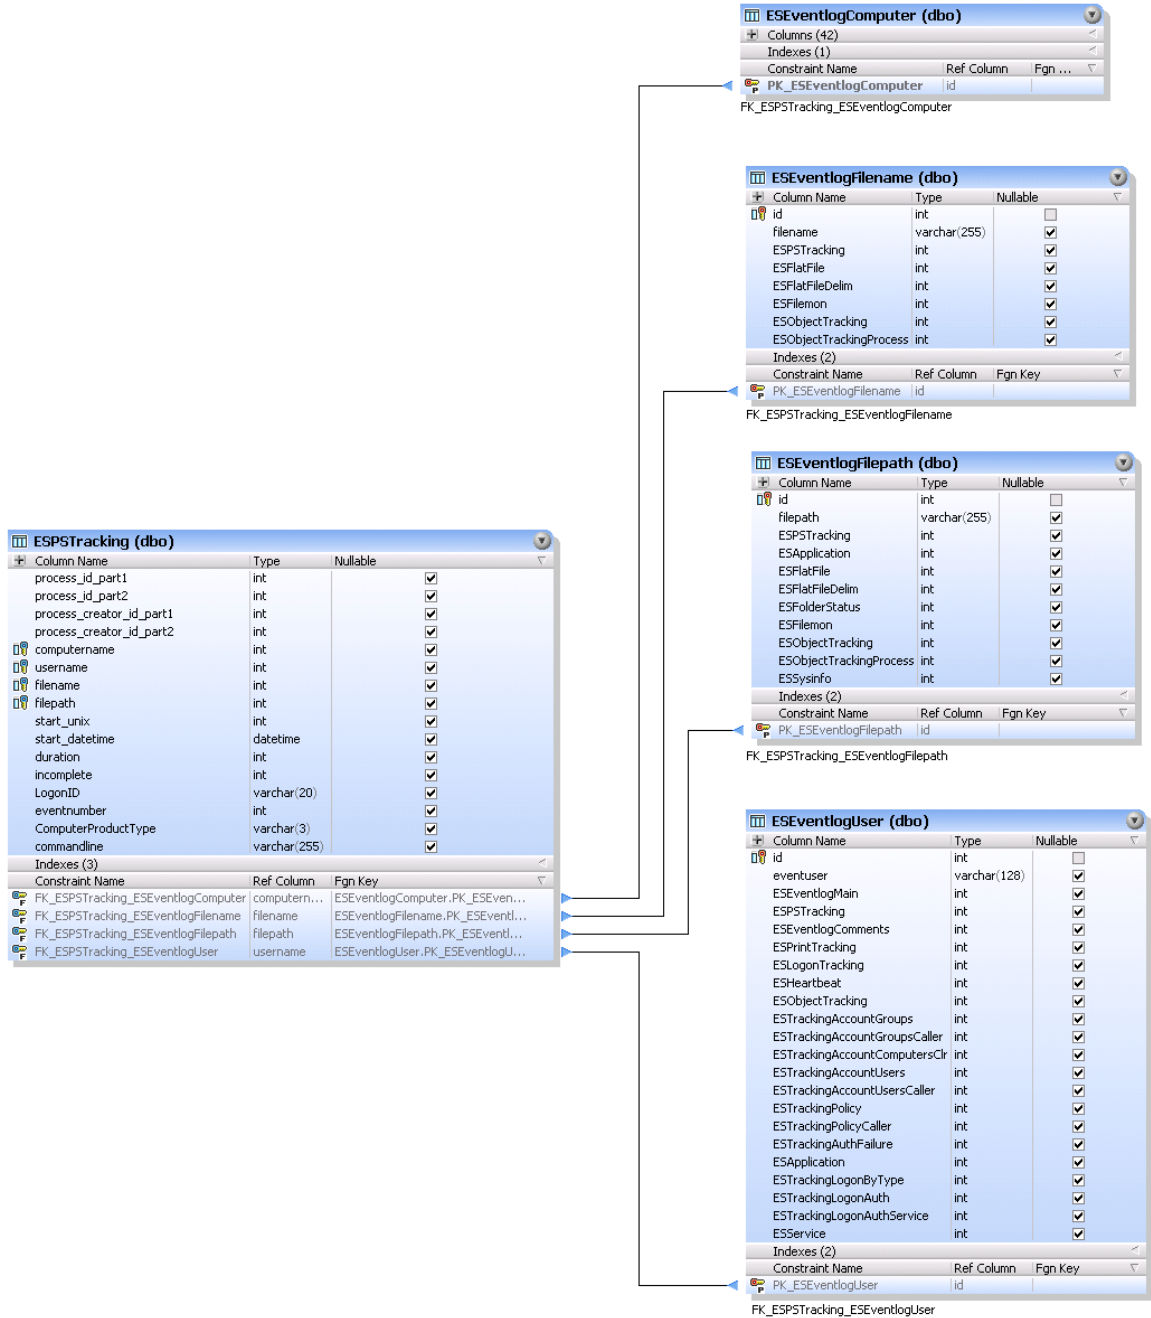 ESEventlogComputer (dbo)
Columns (42)
Indexes (1)
Constraint Name Ref Column Fgn ...
PK_ESEventlogComputer id
FK_ESPSTracking_ESEventlogComputer
ESEventlogFilename (dbo)
Column Name Type Nullable
id int
filename varchar(255)
ESPSTracking int
ESFlatFile int
ESFlatFileDelim int
ESFilemon int
ESObjectTracking int
ESObjectTrackingProcess int
Indexes (2)
Constraint Name Ref Column Fgn Key
PK_ESEventlogFilename id
FK_ESPSTracking_ESEventlogFilename
ESEventlogFilepath (dbo)
Column Name Type Nullable
id int
filepath varchar(255)
ESPSTracking int
ESApplication int
ESFlatFile int
ESFlatFileDelim int
ESFolderStatus int
ESFilemon int
ESObjectTracking int
ESObjectTrackingProcess int
ESSysinfo int
Indexes (2)
Constraint Name Ref Column Fgn Key
PK_ESEventlogFilepath id
FK_ESPSTracking_ESEventlogFilepath
ESPSTracking (dbo)
Column Name Type Nullable
process_id_part1 int
process_id_part2 int
process_creator_id_part1 int
process_creator_id_part2 int
computername int
username int
filename int
filepath int
start_unix int
start_datetime datetime
duration int
incomplete int
LogonID varchar(20)
eventnumber int
ComputerProductType varchar(3)
commandline varchar(255)
Indexes (3)
Constraint Name Ref Column Fgn Key
FK_ESPSTracking_ESEventlogComputer computern... ESEventlogComputer.PK_ESEven...
FK_ESPSTracking_ESEventlogFilename filename ESEventlogFilename.PK_ESEventl...
FK_ESPSTracking_ESEventlogFilepath filepath ESEventlogFilepath.PK_ESEventl...
FK_ESPSTracking_ESEventlogUser username ESEventlogUser.PK_ESEventlogU...
ESEventlogUser (dbo)
Column Name Type Nullable
id int
eventuser varchar(128)
ESEventlogMain int
ESPSTracking int
ESEventlogComments int
ESPrintTracking int
ESLogonTracking int
ESHeartbeat int
ESObjectTracking int
ESTrackingAccountGroups int
ESTrackingAccountGroupsCaller int
ESTrackingAccountComputersClr int
ESTrackingAccountUsers int
ESTrackingAccountUsersCaller int
ESTrackingPolicy int
ESTrackingPolicyCaller int
ESTrackingAuthFailure int
ESApplication int
ESTrackingLogonByType int
ESTrackingLogonAuth int
ESTrackingLogonAuthService int
ESService int
Indexes (2)
Constraint Name Ref Column Fgn Key
PK_ESEventlogUser id
FK_ESPSTracking_ESEventlogUser